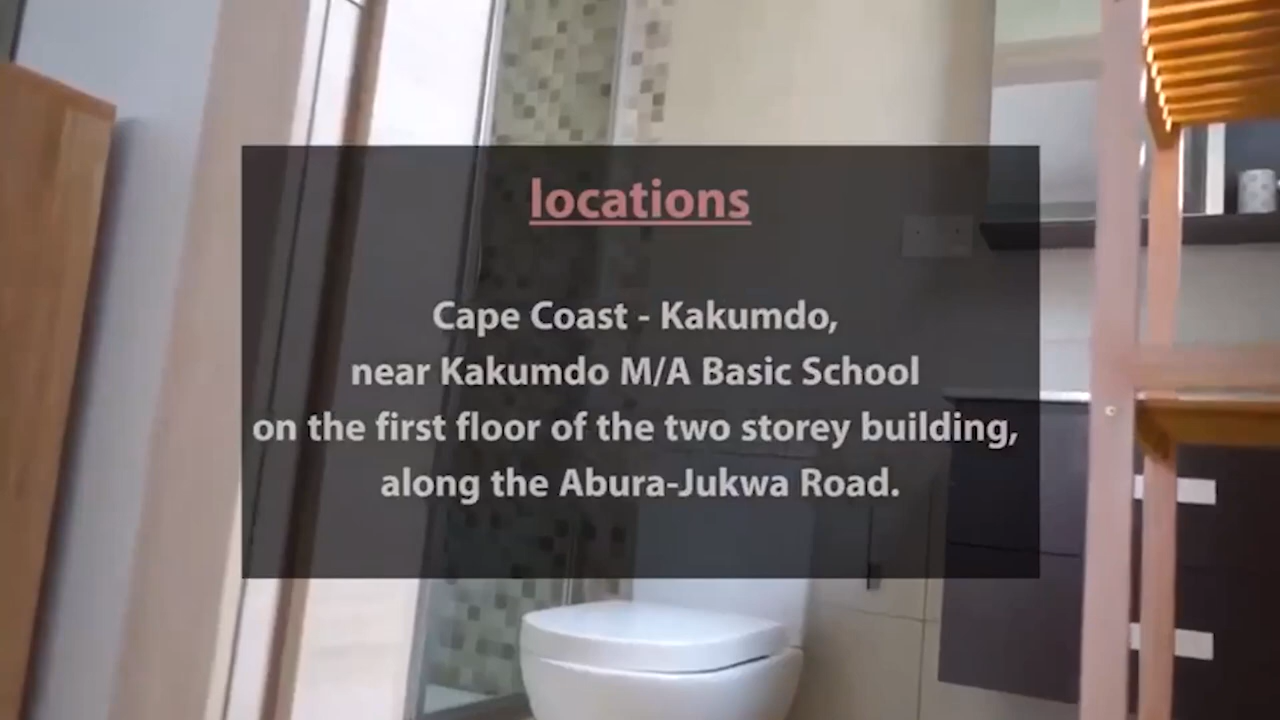 locations
Cape Coast - Kakumdo,
near Kakumdo M/A Basic School
on the first floor of the two storey building,
along the Abura-Jukwa Road.